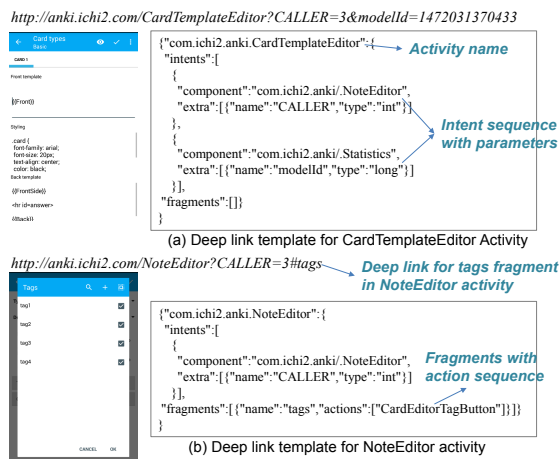 http://anki.ichi2.com/CardTemplateEditor?CALLER=3&modelId=1472031370433
Card types
Basic
CARD 1
Front template
{{Front}}
Styling
.card {
font-family: arial;
font-size: 20px;
text-align: center;
color: black;
Back template
{{FrontSide}}
<hr id=answer>
{{Back}}
{"com.ichi2.anki.CardTemplateEditor":{
"intents":[
{
"component":"com.ichi2.anki/.NoteEditor",
"extra":[{"name":"CALLER","type":"int"}]
},
{
"component":"com.ichi2.anki/.Statistics",
"extra":[{"name":"modelId","type":"long"}]
}],
"fragments":[]}
}
Activity name
Intent sequence
with parameters
(a) Deep link template for CardTemplateEditor Activity
http://anki.ichi2.com/NoteEditor?CALLER=3#tags
Deep link for tags fragment
in NoteEditor activity
Tags
tag1
tag2
tag3
tag4
CANCEL OK
{"com.ichi2.anki.NoteEditor":{
"intents":[
{
"component":"com.ichi2.anki/.NoteEditor",
"extra":[{"name":"CALLER","type":"int"}]
}],
"fragments":[{"name":"tags","actions":["CardEditorTagButton"]}]}
}
Fragments with
action sequence
(b) Deep link template for NoteEditor activity